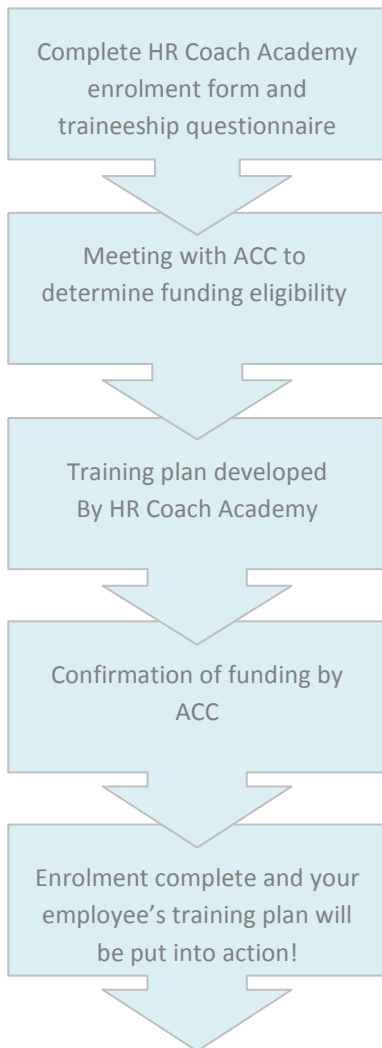 Complete HR Coach Academy
enrolment form and
traineeship questionnaire
Meeting with ACC to
determine funding eligibility
Training plan developed
By HR Coach Academy
Confirmation of funding by
ACC
Enrolment complete and your
employee’s training plan will
be put into action!